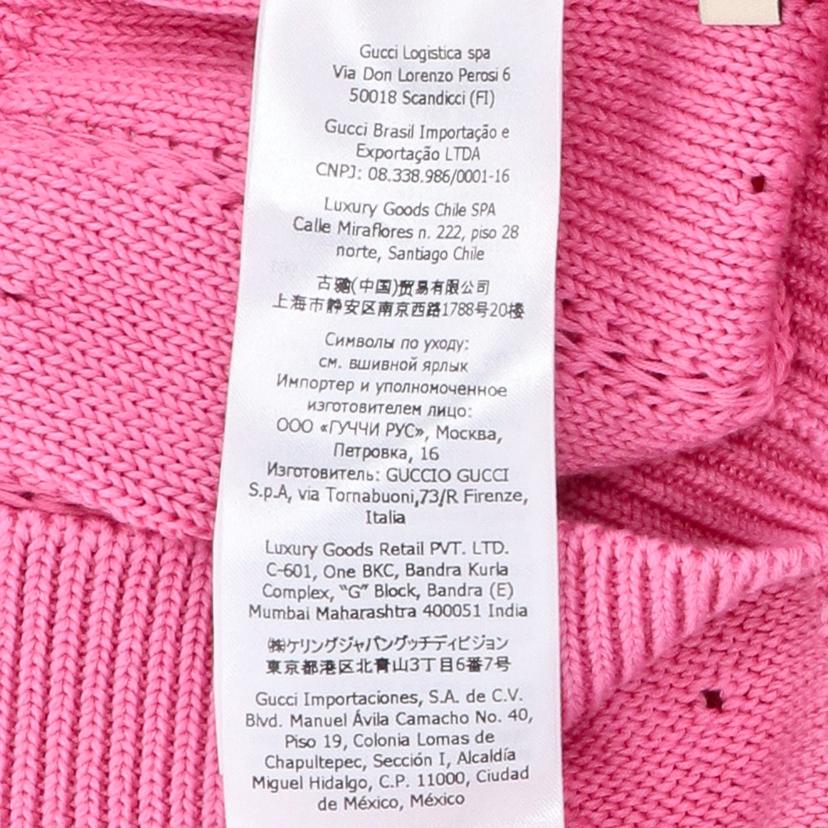 Gucci Logistica spa
Via Don Lorenzo Perosi 6
50018 Scandicci (FI)
Gucci Brasil Importação e
Exportação LTDA
CNPJ: 08.338.986/0001-16
Luxury Goods Chile SPA
Calle Miraflores n. 222, piso 28
norte, Santiago Chile
古驰(中国)贸易有限公司
上海市静安区南京西路1788号20楼
Символы по уходу:
см. вшивной ярлык
Импортер и уполномоченное
изготовителем лицо:
ООО «ГУЧЧИ РУС», Москва,
Петровка, 16
Изготовитель: GUCCIO GUCCI
S.p.A, via Tornabuoni,73/R Firenze,
Italia
Luxury Goods Retail PVT. LTD.
C-601, One BKC, Bandra Kurla
Complex, “G” Block, Bandra (E)
Mumbai Maharashtra 400051 India
㈱ケリングジャパングッチディビジョン
東京都港区北青山3丁目6番7号
Gucci Importaciones, S.A. de C.V.
Blvd. Manuel Ávila Camacho No. 40,
Piso 19, Colonia Lomas de
Chapultepec, Sección I, Alcaldía
Miguel Hidalgo, C.P. 11000, Ciudad
de México, México